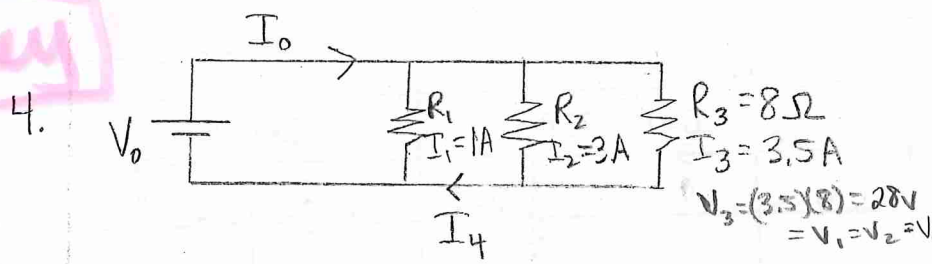 4.
I₀
V₀
R₁
I₁=1A
R₂
I₂=3A
R₃=8Ω
I₃=3.5A
V₃=(3.5)(8)=28V
=V₁=V₂=V
I₄